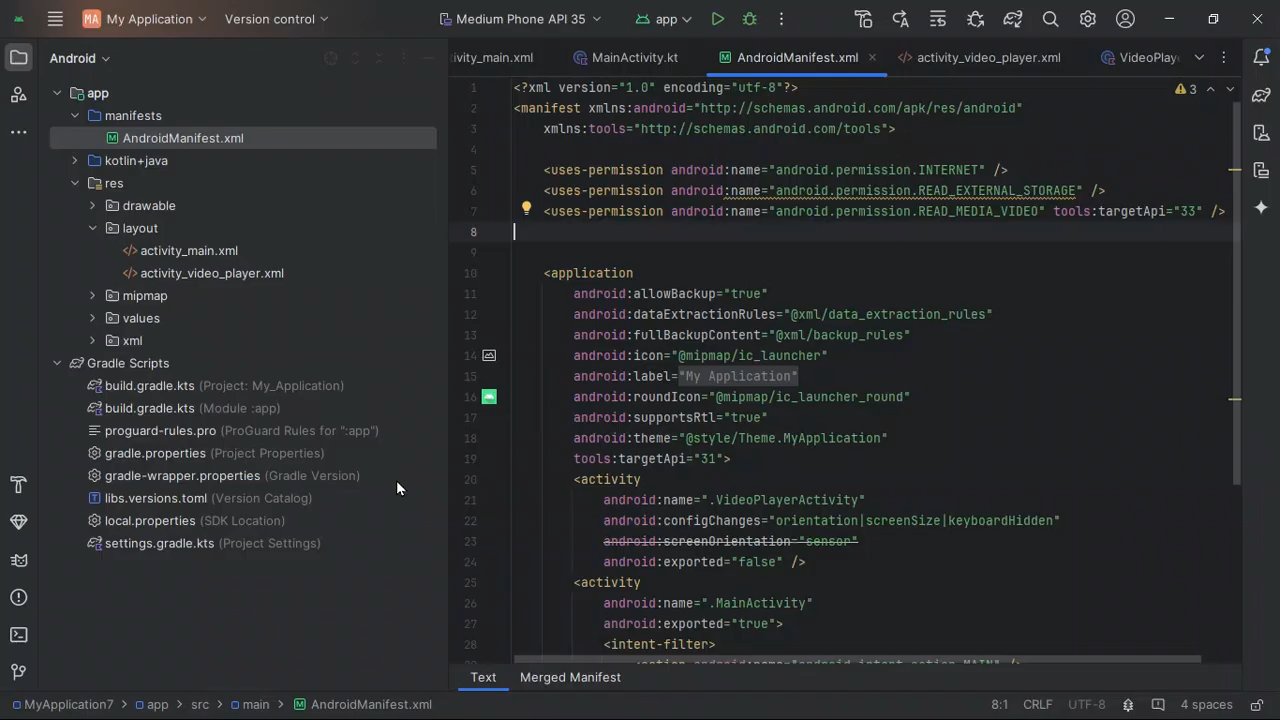 MA My Application Version control Medium Phone API 35 app
Android
app
manifests
AndroidManifest.xml
kotlin+java
res
drawable
layout
activity_main.xml
activity_video_player.xml
mipmap
values
xml
Gradle Scripts
build.gradle.kts (Project: My_Application)
build.gradle.kts (Module :app)
proguard-rules.pro (ProGuard Rules for ":app")
gradle.properties (Project Properties)
gradle-wrapper.properties (Gradle Version)
libs.versions.toml (Version Catalog)
local.properties (SDK Location)
settings.gradle.kts (Project Settings)
ivity_main.xml MainActivity.kt AndroidManifest.xml activity_video_player.xml VideoPlay
3
1 <?xml version="1.0" encoding="utf-8"?>
2 <manifest xmlns:android="http://schemas.android.com/apk/res/android"
3 xmlns:tools="http://schemas.android.com/tools">
4
5 <uses-permission android:name="android.permission.INTERNET" />
6 <uses-permission android:name="android.permission.READ_EXTERNAL_STORAGE" />
7 <uses-permission android:name="android.permission.READ_MEDIA_VIDEO" tools:targetApi="33" />
8
9
10 <application
11 android:allowBackup="true"
12 android:dataExtractionRules="@xml/data_extraction_rules"
13 android:fullBackupContent="@xml/backup_rules"
14 android:icon="@mipmap/ic_launcher"
15 android:label="My Application"
16 android:roundIcon="@mipmap/ic_launcher_round"
17 android:supportsRtl="true"
18 android:theme="@style/Theme.MyApplication"
19 tools:targetApi="31">
20 <activity
21 android:name=".VideoPlayerActivity"
22 android:configChanges="orientation|screenSize|keyboardHidden"
23 android:screenOrientation="sensor"
24 android:exported="false" />
25 <activity
26 android:name=".MainActivity"
27 android:exported="true">
28 <intent-filter>
<action android:name="android.intent.action.MAIN" />
Text Merged Manifest
MyApplication7 app src main AndroidManifest.xml 8:1 CRLF UTF-8 4 spaces